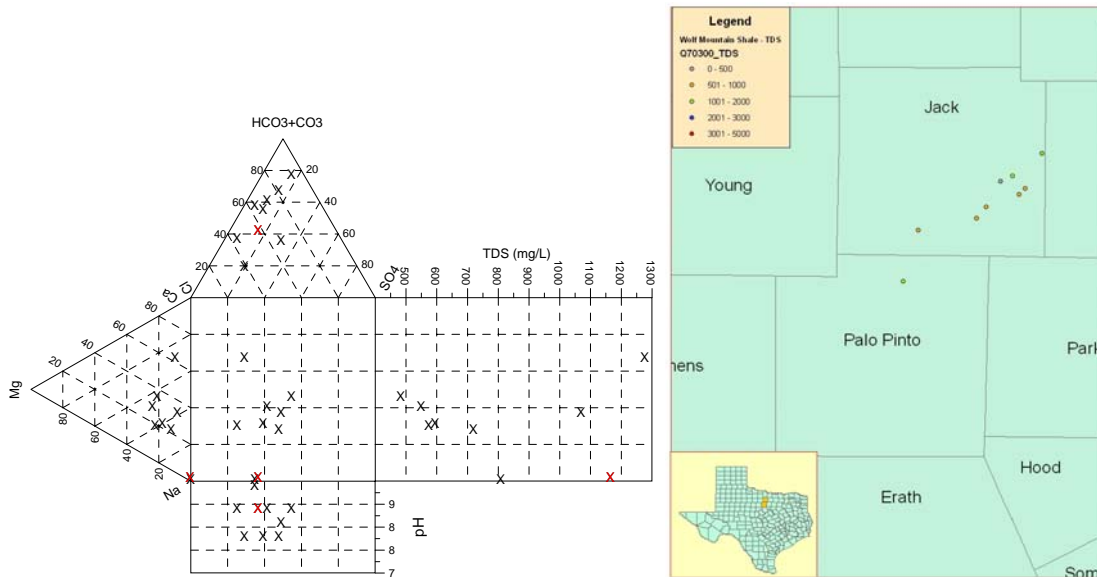 HCO3+CO3
80
20
60
40
40
60
20
80
Cl
SO4
Ca
80
60
40
20
Mg
80
60
40
20
Na
TDS (mg/L)
500
600
700
800
900
1000
1100
1200
1300
9
8
8
7
pH
Legend
Wolf Mountain Shale - TDS
Q70300_TDS
0 - 500
501 - 1000
1001 - 2000
2001 - 3000
3001 - 5000
Jack
Young
Palo Pinto
Park
hens
Hood
Erath
Som